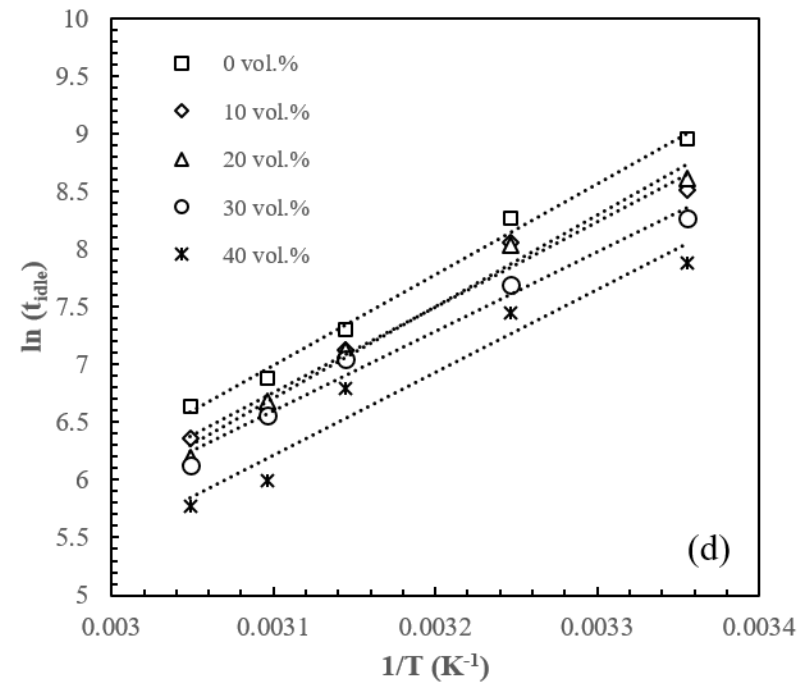 10
9.5
9
8.5
8
7.5
7
6.5
6
5.5
5
ln (t_idle)
0 vol.%
10 vol.%
20 vol.%
30 vol.%
40 vol.%
(d)
0.003
0.0031
0.0032
0.0033
0.0034
1/T (K⁻¹)